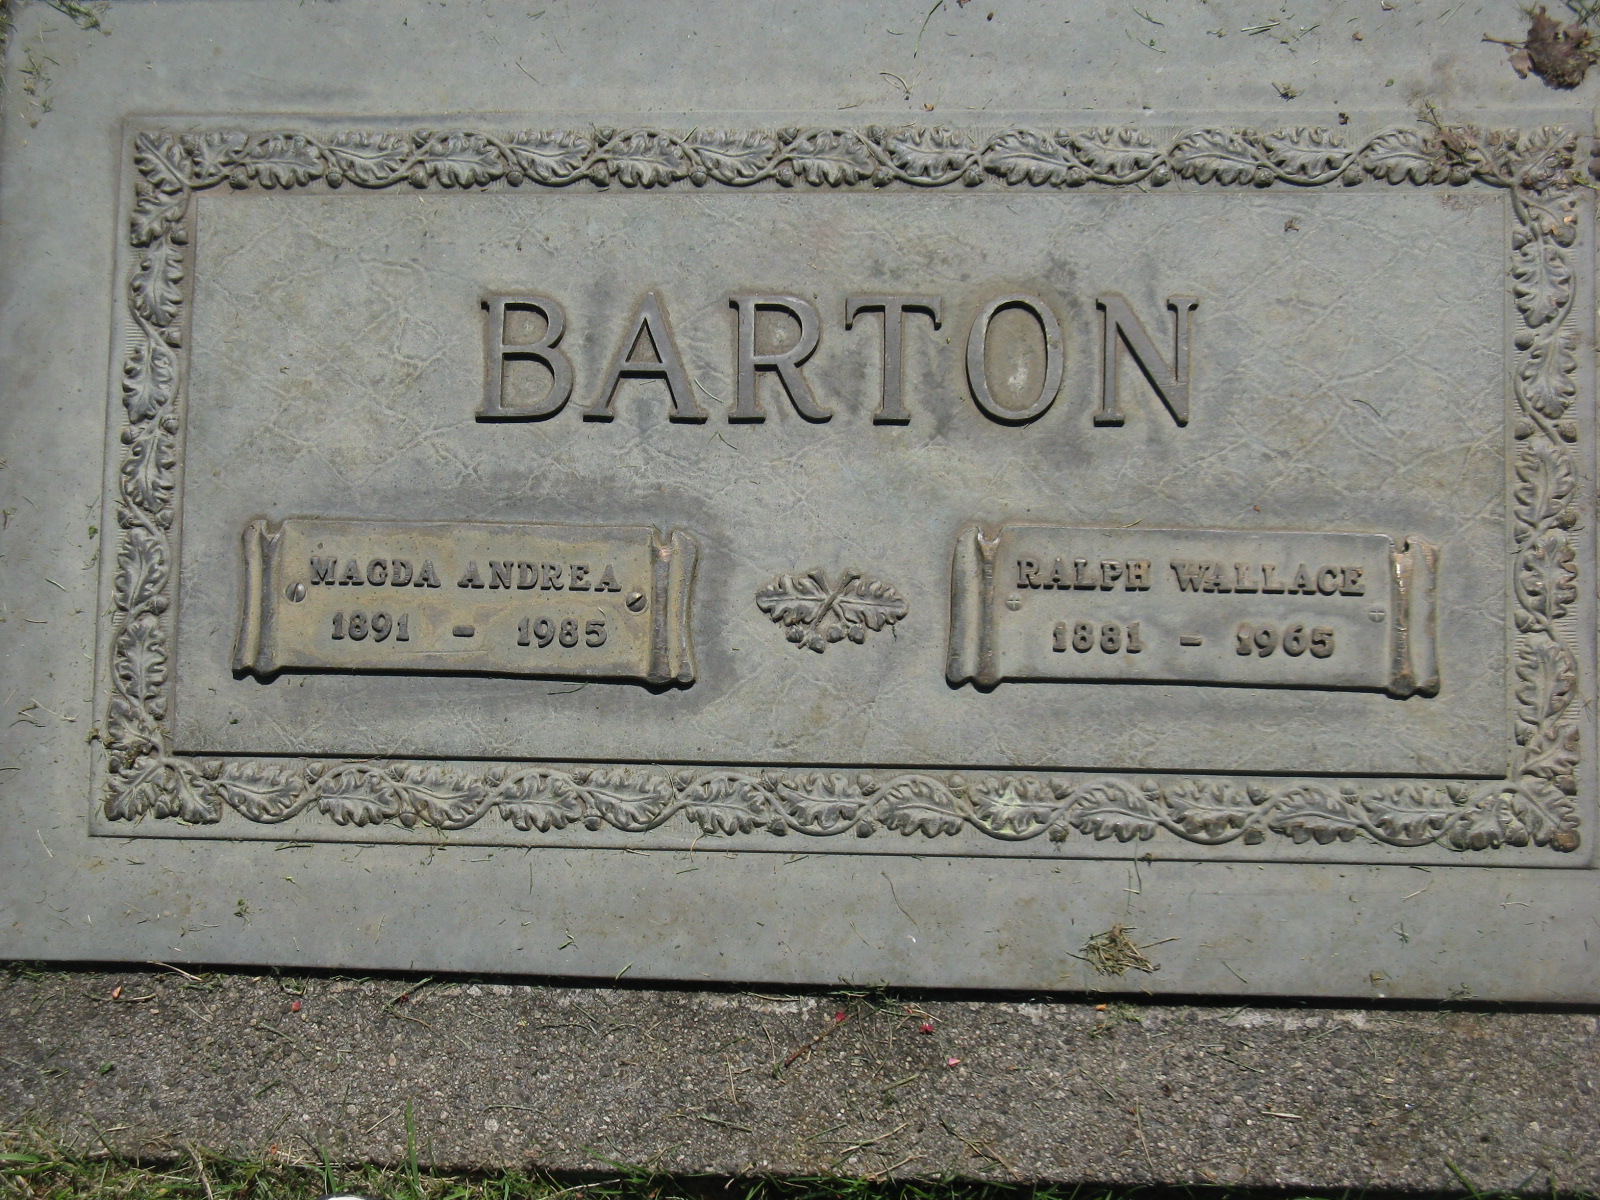 BARTON
MAGDA ANDREA
1891 - 1985
RALPH WALLACE
1881 - 1965